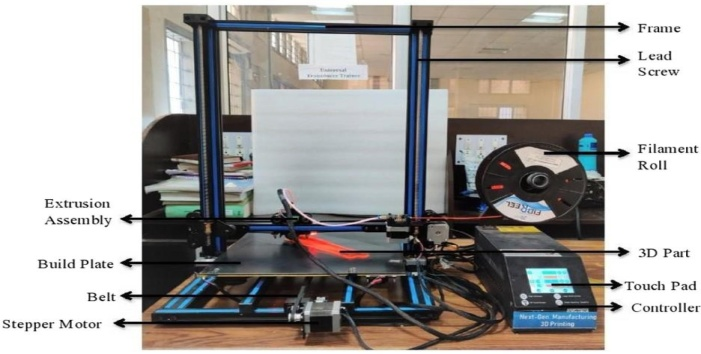 Frame
Lead
Screw
Filament
Roll
Extrusion
Assembly
Build Plate
Belt
Stepper Motor
3D Part
Touch Pad
Controller
Next-Gen Manufacturing
3D Printing